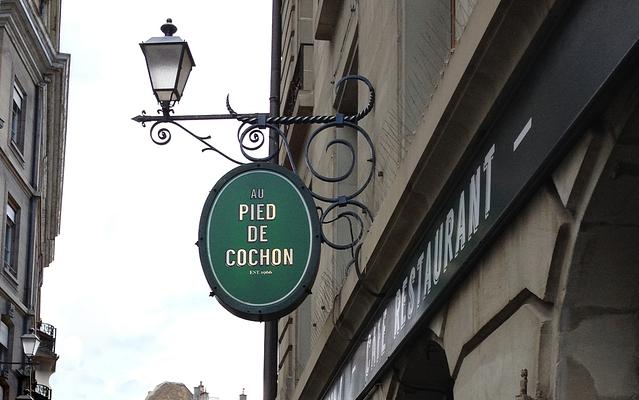 AU
PIED
DE
COCHON
EST. 1966
CAFÉ RESTAURANT —